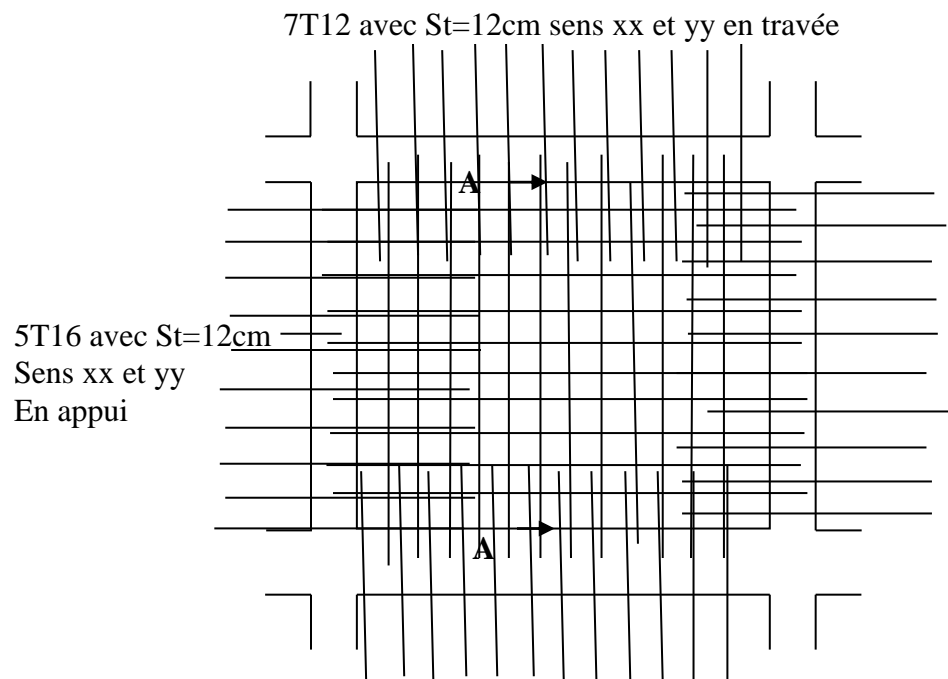 7T12 avec St=12cm sens xx et yy en travée
A
5T16 avec St=12cm
Sens xx et yy
En appui
A